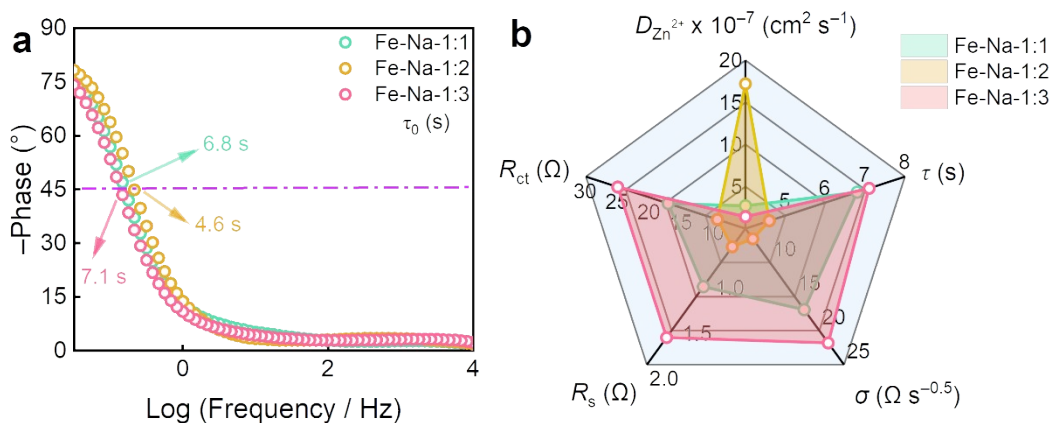 a
–Phase (°)
90
75
60
45
30
15
0
0
2
4
Log (Frequency / Hz)
Fe-Na-1:1
Fe-Na-1:2
Fe-Na-1:3
τ₀ (s)
6.8 s
4.6 s
7.1 s
b
D_Zn²⁺ x 10⁻⁷ (cm² s⁻¹)
20
15
10
5
Fe-Na-1:1
Fe-Na-1:2
Fe-Na-1:3
R_ct (Ω)
30
25
20
15
10
τ (s)
8
7
6
5
R_s (Ω)
2.0
1.5
1.0
σ (Ω s⁻⁰·⁵)
25
20
15
10